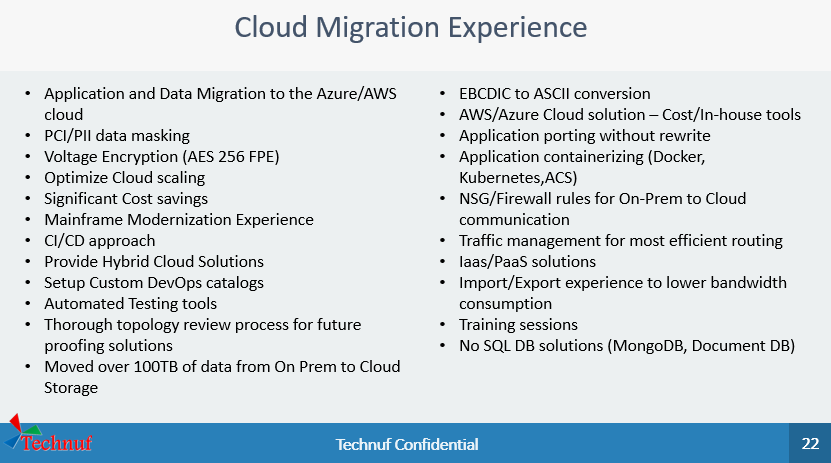 Cloud Migration Experience
• Application and Data Migration to the Azure/AWS
cloud
• PCI/PII data masking
• Voltage Encryption (AES 256 FPE)
• Optimize Cloud scaling
• Significant Cost savings
• Mainframe Modernization Experience
• CI/CD approach
• Provide Hybrid Cloud Solutions
• Setup Custom DevOps catalogs
• Automated Testing tools
• Thorough topology review process for future
proofing solutions
• Moved over 100TB of data from On Prem to Cloud
Storage
• EBCDIC to ASCII conversion
• AWS/Azure Cloud solution – Cost/In-house tools
• Application porting without rewrite
• Application containerizing (Docker,
Kubernetes,ACS)
• NSG/Firewall rules for On-Prem to Cloud
communication
• Traffic management for most efficient routing
• Iaas/PaaS solutions
• Import/Export experience to lower bandwidth
consumption
• Training sessions
• No SQL DB solutions (MongoDB, Document DB)
Technuf
Technuf Confidential
22